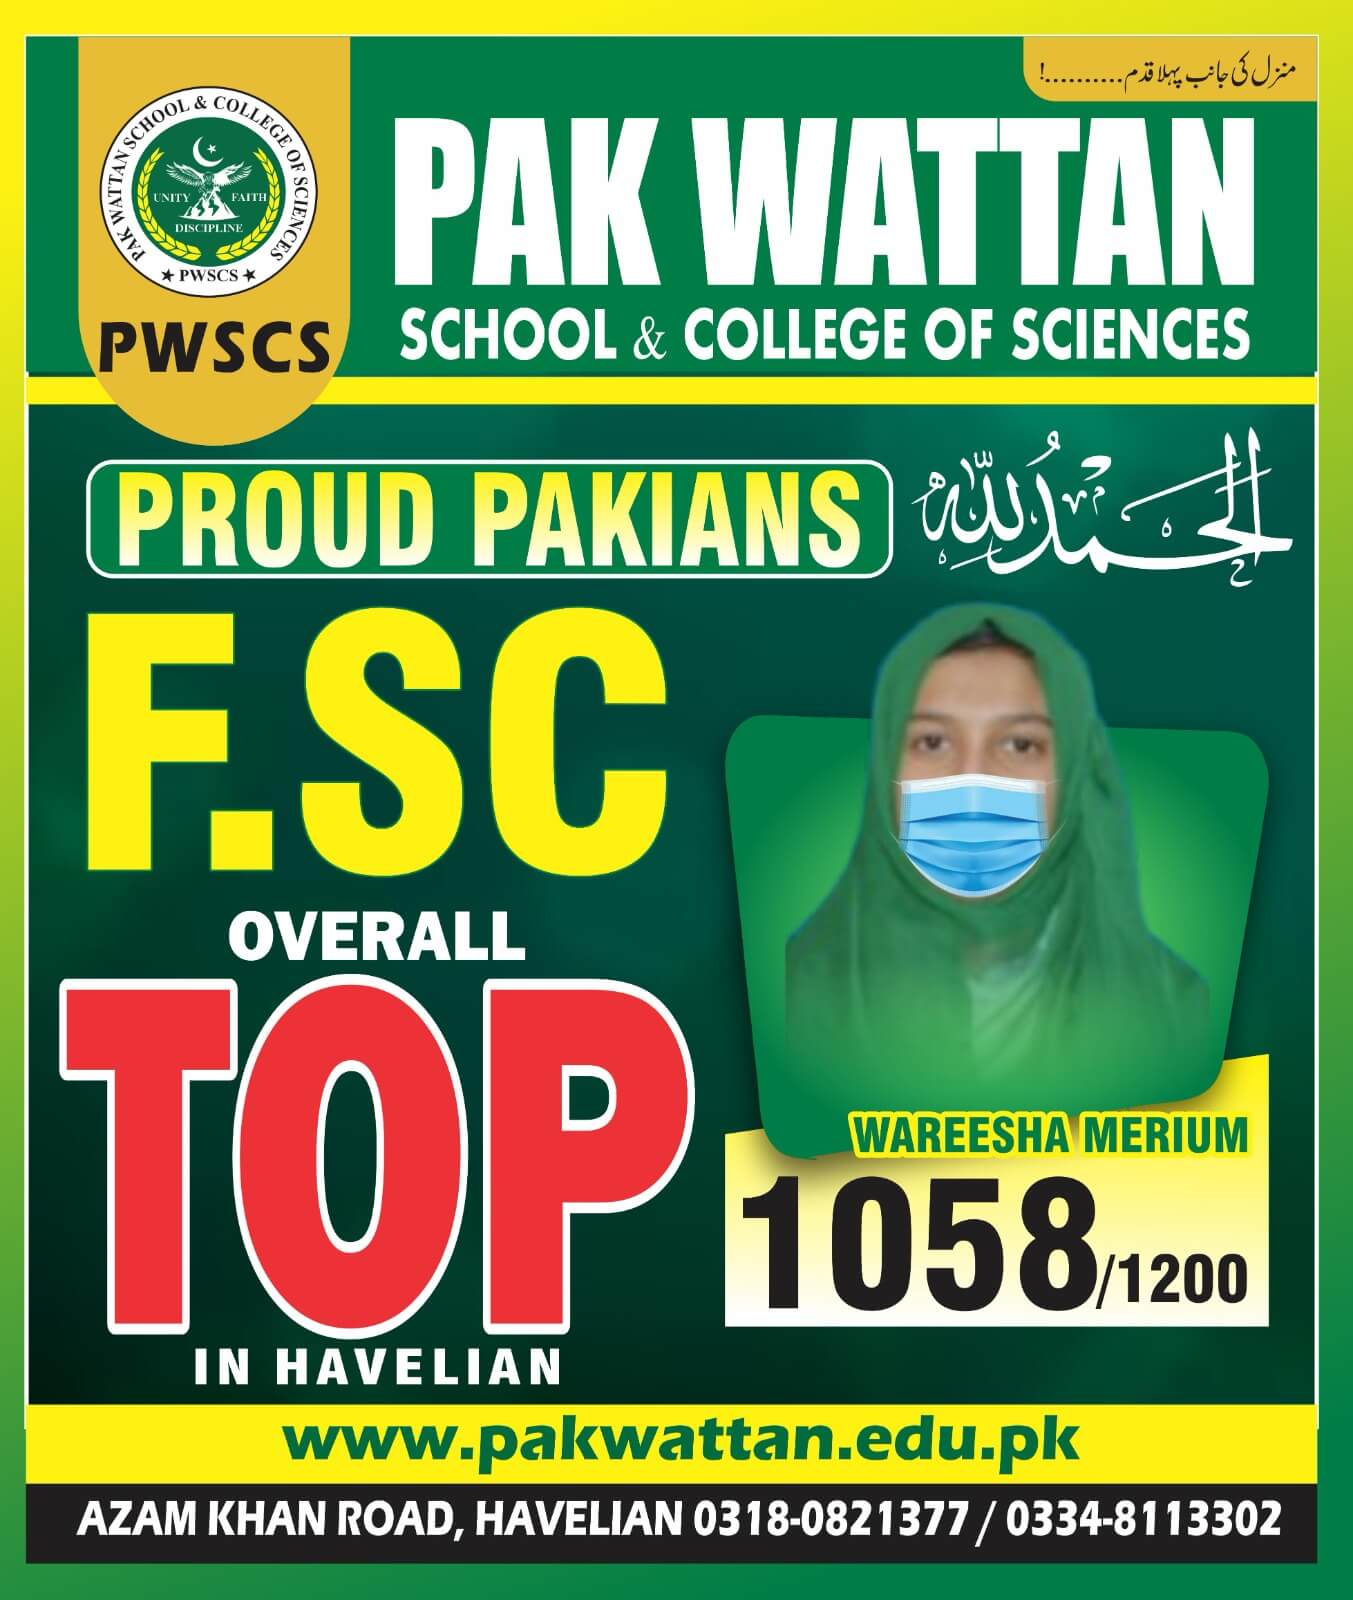 منزل کی جانب پہلا قدم..........!
PAK WATTAN SCHOOL & COLLEGE OF SCIENCES
UNITY FAITH
DISCIPLINE
★ PWSCS ★
PWSCS
PAK WATTAN
SCHOOL & COLLEGE OF SCIENCES
PROUD PAKIANS
الحمدُللّٰه
F.SC
OVERALL
TOP
IN HAVELIAN
WAREESHA MERIUM
1058/1200
www.pakwattan.edu.pk
AZAM KHAN ROAD, HAVELIAN 0318-0821377 / 0334-8113302